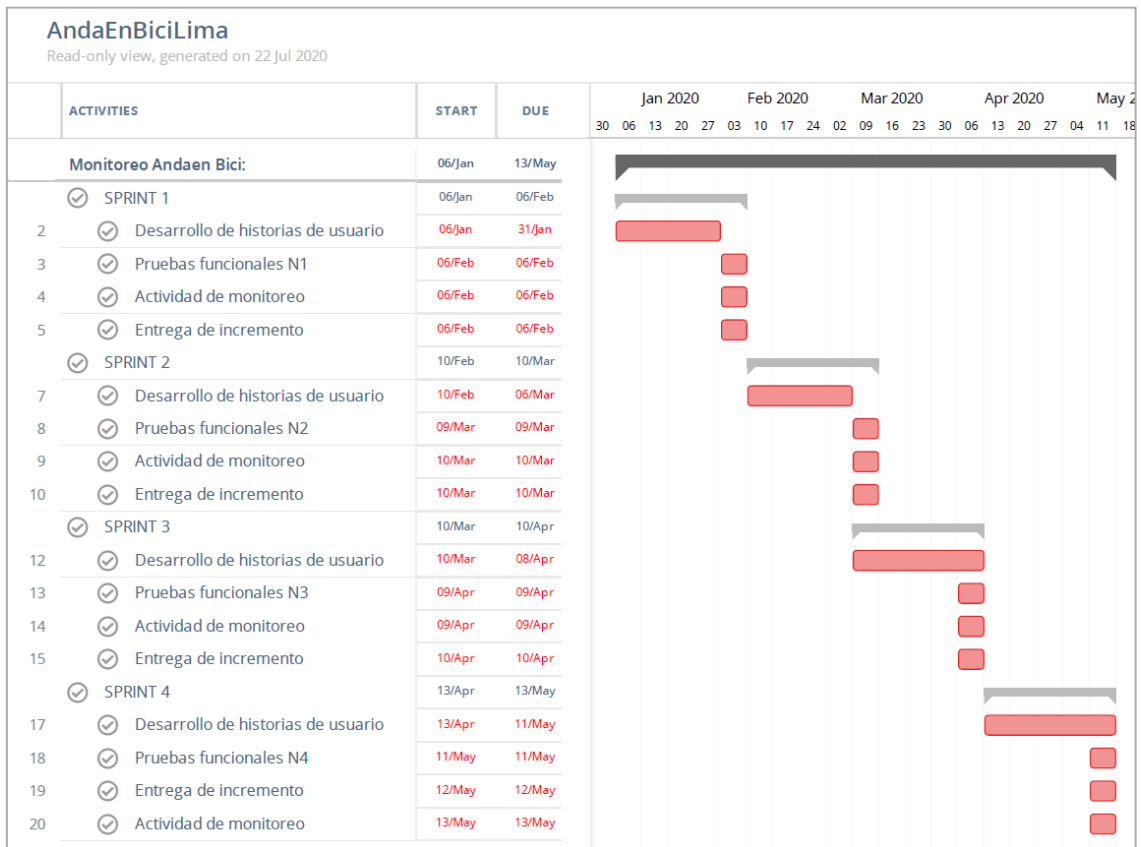 AndaEnBiciLima
Read-only view, generated on 22 Jul 2020
ACTIVITIES START DUE Jan 2020 Feb 2020 Mar 2020 Apr 2020 May 2
30 06 13 20 27 03 10 17 24 02 09 16 23 30 06 13 20 27 04 11 18
Monitoreo Andaen Bici: 06/Jan 13/May
SPRINT 1 06/Jan 06/Feb
2 Desarrollo de historias de usuario 06/Jan 31/Jan
3 Pruebas funcionales N1 06/Feb 06/Feb
4 Actividad de monitoreo 06/Feb 06/Feb
5 Entrega de incremento 06/Feb 06/Feb
SPRINT 2 10/Feb 10/Mar
7 Desarrollo de historias de usuario 10/Feb 06/Mar
8 Pruebas funcionales N2 09/Mar 09/Mar
9 Actividad de monitoreo 10/Mar 10/Mar
10 Entrega de incremento 10/Mar 10/Mar
SPRINT 3 10/Mar 10/Apr
12 Desarrollo de historias de usuario 10/Mar 08/Apr
13 Pruebas funcionales N3 09/Apr 09/Apr
14 Actividad de monitoreo 09/Apr 09/Apr
15 Entrega de incremento 10/Apr 10/Apr
SPRINT 4 13/Apr 13/May
17 Desarrollo de historias de usuario 13/Apr 11/May
18 Pruebas funcionales N4 11/May 11/May
19 Entrega de incremento 12/May 12/May
20 Actividad de monitoreo 13/May 13/May